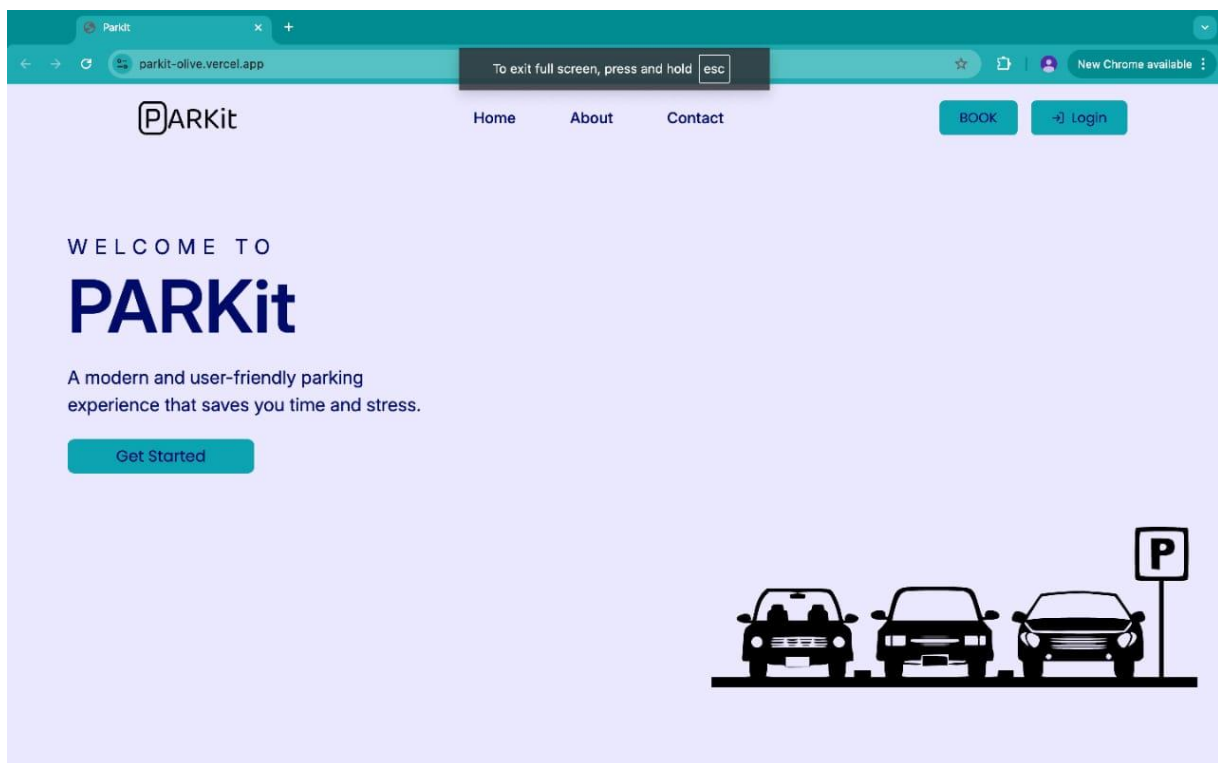 Parkit
parkit-olive.vercel.app
To exit full screen, press and hold esc
New Chrome available
PARKit
Home About Contact
BOOK Login
WELCOME TO
PARKit
A modern and user-friendly parking
experience that saves you time and stress.
Get Started
P